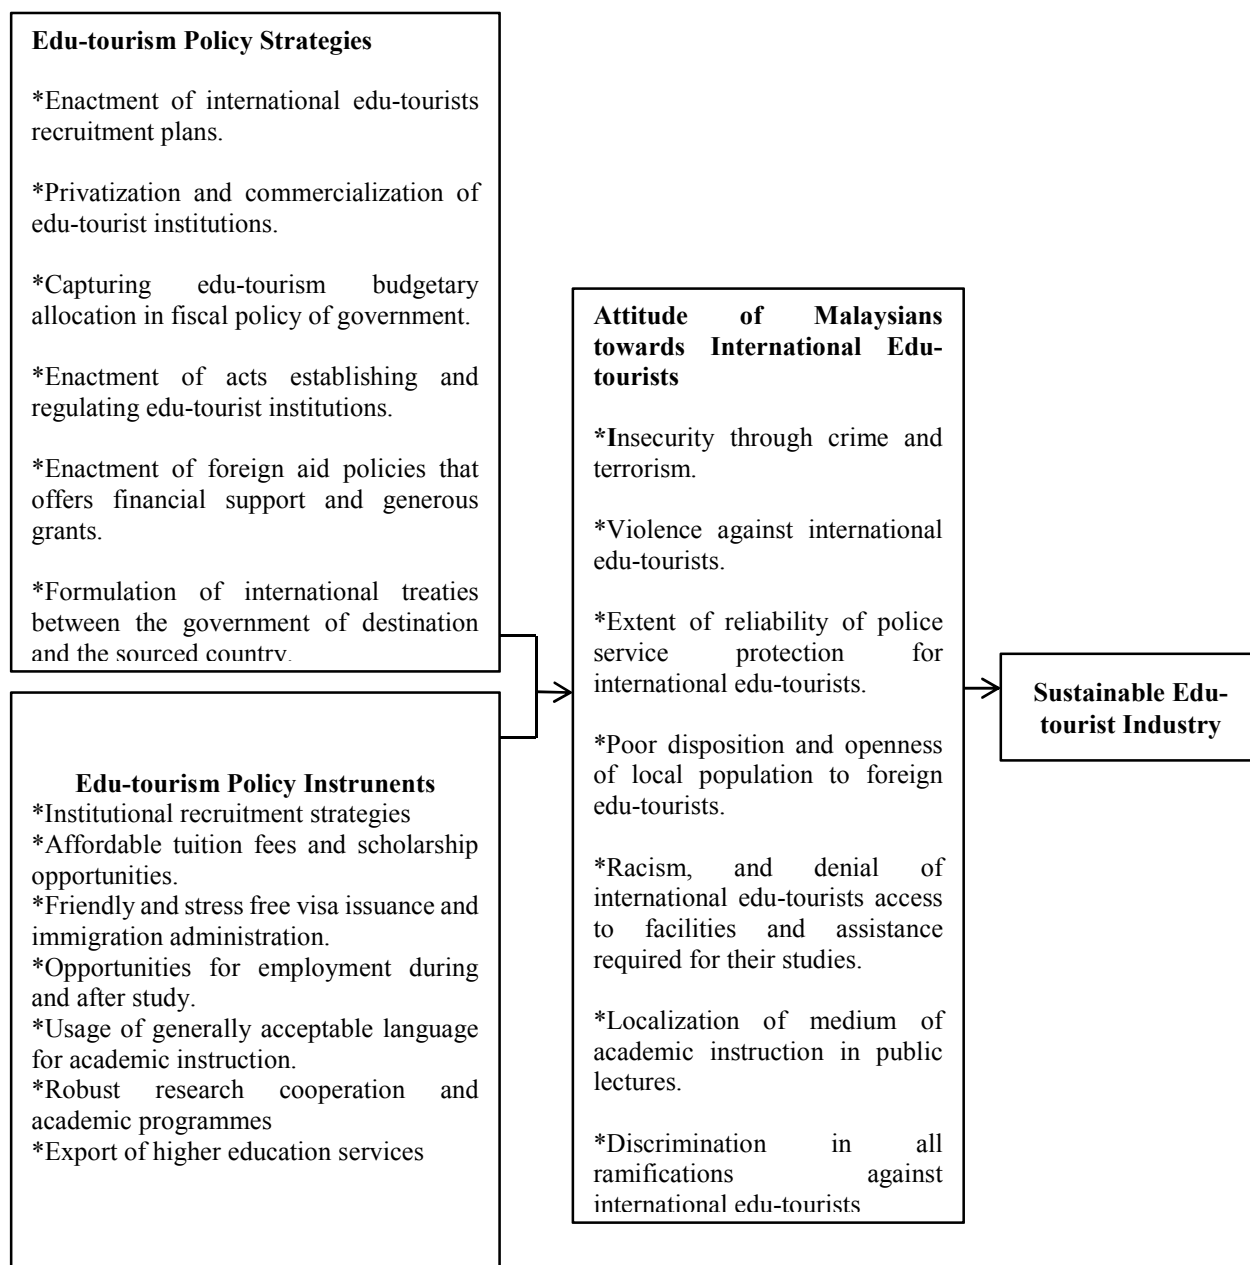 Edu-tourism Policy Strategies
*Enactment of international edu-tourists
recruitment plans.
*Privatization and commercialization of
edu-tourist institutions.
*Capturing edu-tourism budgetary
allocation in fiscal policy of government.
*Enactment of acts establishing and
regulating edu-tourist institutions.
*Enactment of foreign aid policies that
offers financial support and generous
grants.
*Formulation of international treaties
between the government of destination
and the sourced country.
Edu-tourism Policy Instrunents
*Institutional recruitment strategies
*Affordable tuition fees and scholarship
opportunities.
*Friendly and stress free visa issuance and
immigration administration.
*Opportunities for employment during
and after study.
*Usage of generally acceptable language
for academic instruction.
*Robust research cooperation and
academic programmes
*Export of higher education services
Attitude of Malaysians
towards International Edu-
tourists
*Insecurity through crime and
terrorism.
*Violence against international
edu-tourists.
*Extent of reliability of police
service protection for
international edu-tourists.
*Poor disposition and openness
of local population to foreign
edu-tourists.
*Racism, and denial of
international edu-tourists access
to facilities and assistance
required for their studies.
*Localization of medium of
academic instruction in public
lectures.
*Discrimination in all
ramifications against
international edu-tourists
Sustainable Edu-
tourist Industry